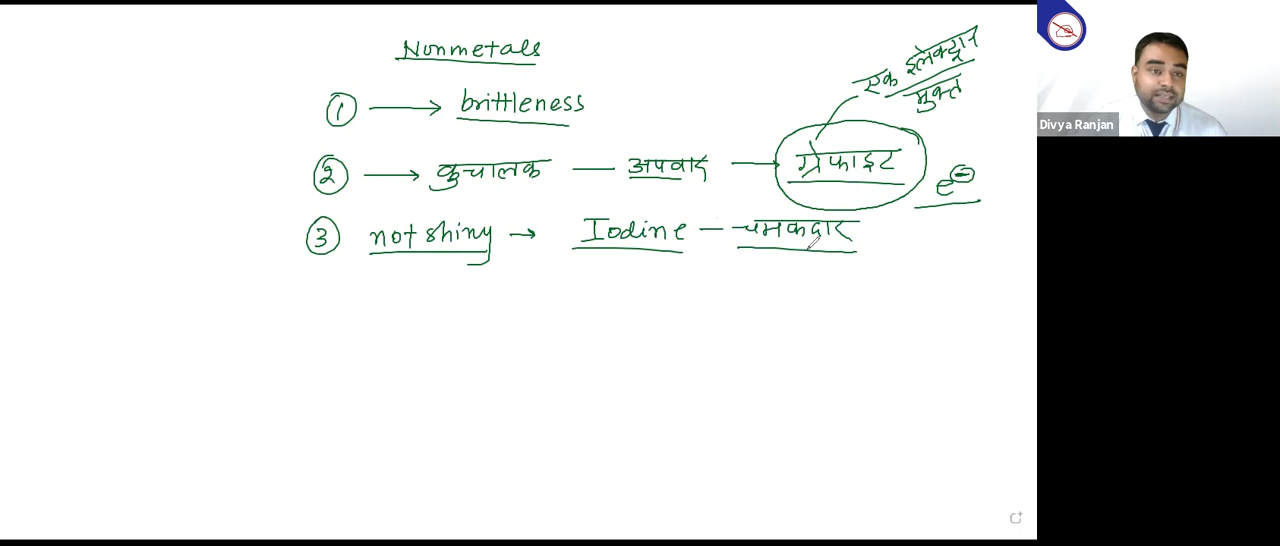 Nonmetals
① → brittleness
② → कुचालक — अपवाद → ग्रेफाइट
एक इलेक्ट्रान
मुक्त
e⊖
③ not shiny → Iodine — चमकदार
Divya Ranjan